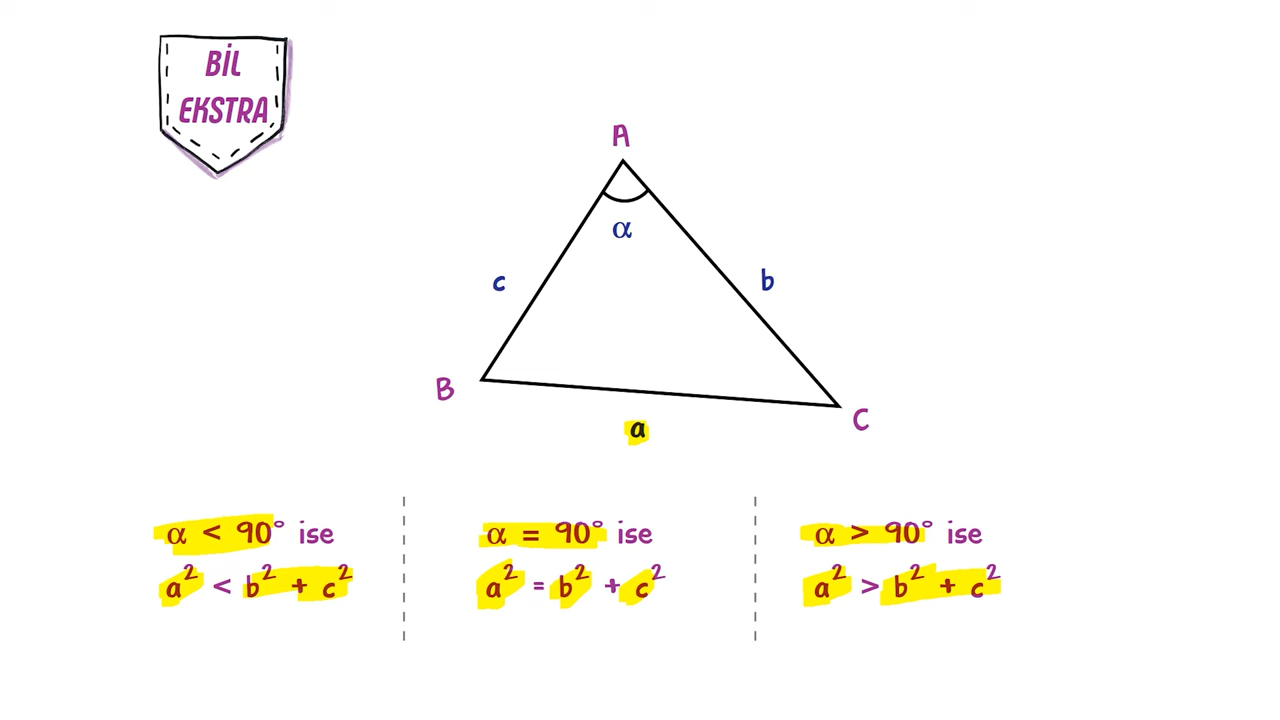 BİL
EKSTRA
A
α
c
b
B
C
a
α < 90° ise
a² < b² + c²
α = 90° ise
a² = b² + c²
α > 90° ise
a² > b² + c²